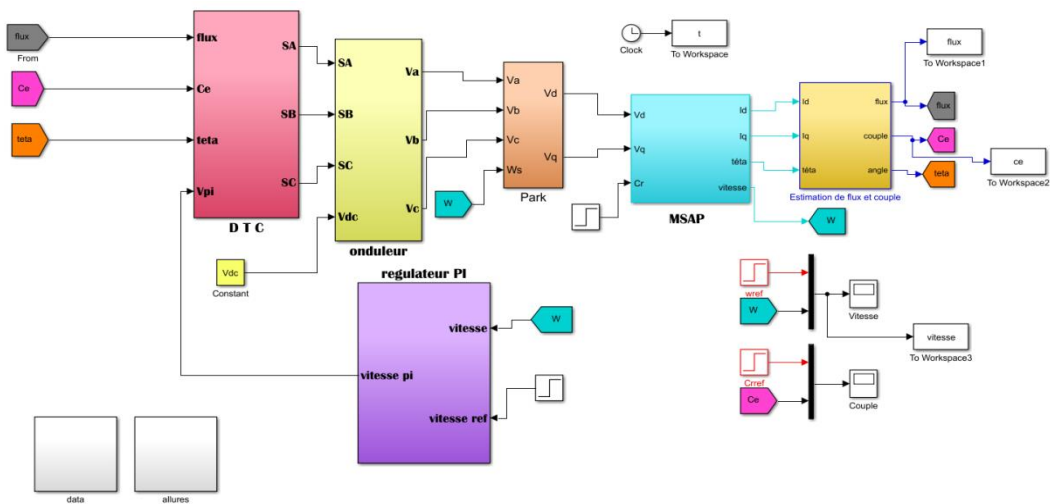 flux
From
Ce
teta
flux
Ce
teta
Vpi
SA
SB
SC
D T C
SA
SB
SC
Vdc
Va
Vb
Vc
onduleur
Vdc
Constant
W
Va
Vb
Vc
Ws
Vd
Vq
Park
Clock
t
To Workspace
Vd
Vq
Cr
Id
Iq
téta
vitesse
MSAP
Id
Iq
téta
flux
couple
angle
Estimation de flux et couple
flux
To Workspace1
flux
Ce
teta
ce
To Workspace2
W
regulateur PI
vitesse
vitesse pi
vitesse ref
W
wref
W
Vitesse
vitesse
To Workspace3
Crref
Ce
Couple
data
allures